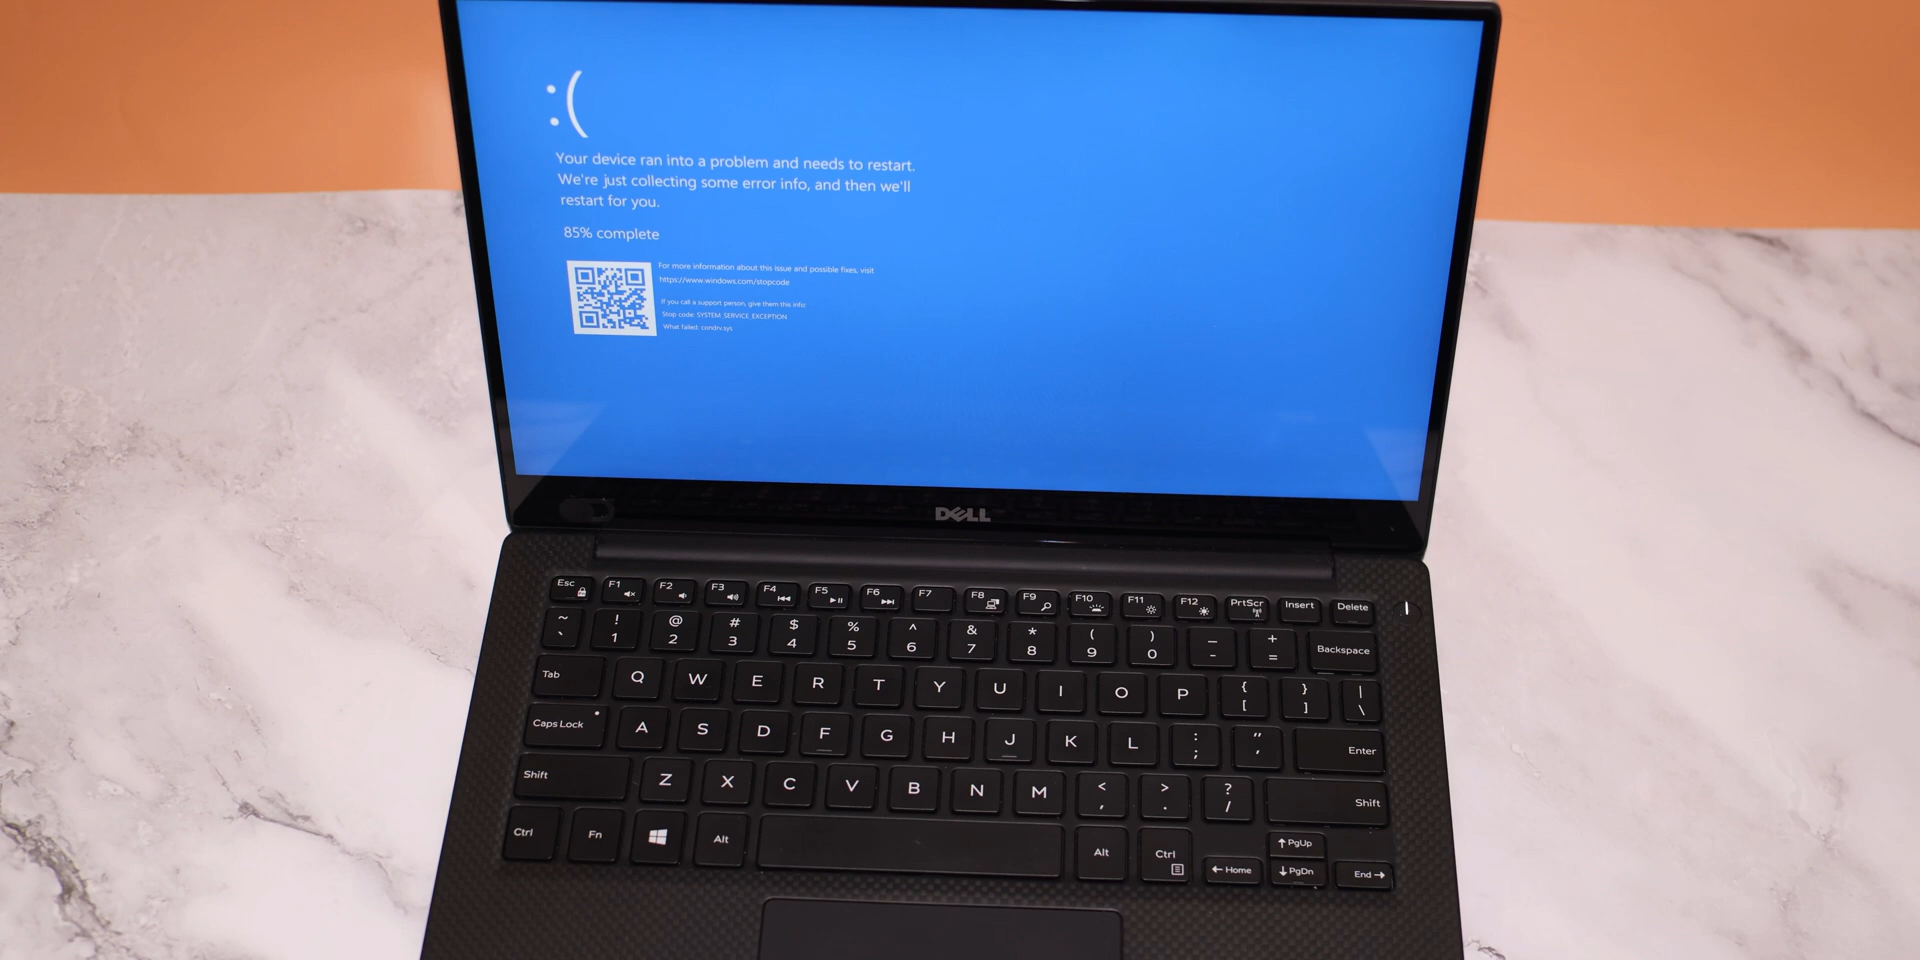 :(
Your device ran into a problem and needs to restart.
We're just collecting some error info, and then we'll
restart for you.
85% complete
For more information about this issue and possible fixes, visit
https://www.windows.com/stopcode
If you call a support person, give them this info:
Stop code: SYSTEM_SERVICE_EXCEPTION
What failed: condrv.sys
DELL
Esc F1 F2 F3 F4 F5 F6 F7 F8 F9 F10 F11 F12 PrtScr Insert Delete
~ ! @ # $ % ^ & * ( ) _ +
` 1 2 3 4 5 6 7 8 9 0 - = Backspace
Tab Q W E R T Y U I O P { } |
[ ] \
Caps Lock A S D F G H J K L : "
; ' Enter
Shift Z X C V B N M < > ?
, . / Shift
Ctrl Fn Alt Alt Ctrl Home PgUp
PgDn End